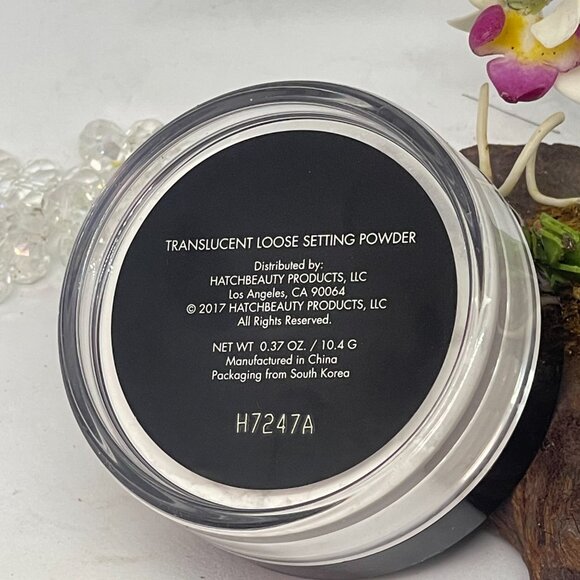 TRANSLUCENT LOOSE SETTING POWDER
Distributed by:
HATCHBEAUTY PRODUCTS, LLC
Los Angeles, CA 90064
© 2017 HATCHBEAUTY PRODUCTS, LLC
All Rights Reserved.
NET WT 0.37 OZ. / 10.4 G
Manufactured in China
Packaging from South Korea
H7247A